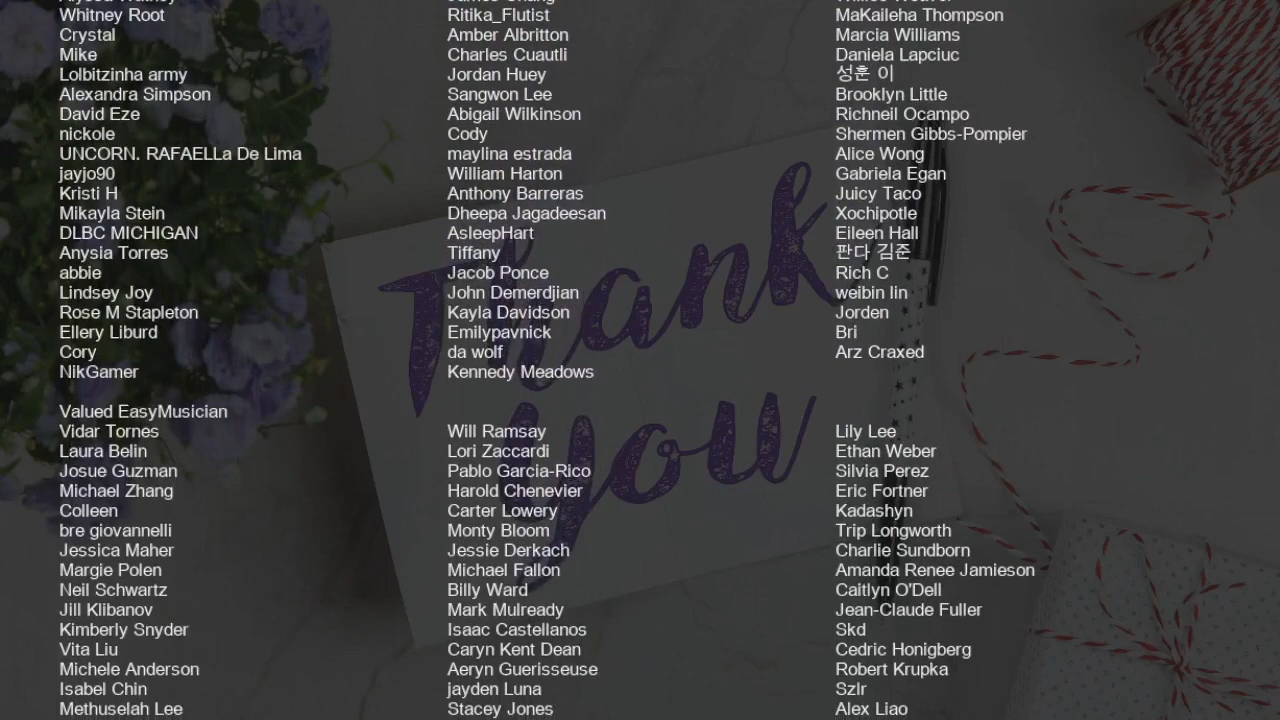 Whitney Root
Crystal
Mike
Lolbitzinha army
Alexandra Simpson
David Eze
nickole
UNCORN. RAFAELLa De Lima
jayjo90
Kristi H
Mikayla Stein
DLBC MICHIGAN
Anysia Torres
abbie
Lindsey Joy
Rose M Stapleton
Ellery Liburd
Cory
NikGamer
Ritika_Flutist
Amber Albritton
Charles Cuautli
Jordan Huey
Sangwon Lee
Abigail Wilkinson
Cody
maylina estrada
William Harton
Anthony Barreras
Dheepa Jagadeesan
AsleepHart
Tiffany
Jacob Ponce
John Demerdjian
Kayla Davidson
Emilypavnick
da wolf
Kennedy Meadows
MaKaileha Thompson
Marcia Williams
Daniela Lapciuc
성훈 이
Brooklyn Little
Richneil Ocampo
Shermen Gibbs-Pompier
Alice Wong
Gabriela Egan
Juicy Taco
Xochipotle
Eileen Hall
판다 김준
Rich C
weibin lin
Jorden
Bri
Arz Craxed
Valued EasyMusician
Vidar Tornes
Laura Belin
Josue Guzman
Michael Zhang
Colleen
bre giovannelli
Jessica Maher
Margie Polen
Neil Schwartz
Jill Klibanov
Kimberly Snyder
Vita Liu
Michele Anderson
Isabel Chin
Methuselah Lee
Will Ramsay
Lori Zaccardi
Pablo Garcia-Rico
Harold Chenevier
Carter Lowery
Monty Bloom
Jessie Derkach
Michael Fallon
Billy Ward
Mark Mulready
Isaac Castellanos
Caryn Kent Dean
Aeryn Guerisseuse
jayden Luna
Stacey Jones
Lily Lee
Ethan Weber
Silvia Perez
Eric Fortner
Kadashyn
Trip Longworth
Charlie Sundborn
Amanda Renee Jamieson
Caitlyn O'Dell
Jean-Claude Fuller
Skd
Cedric Honigberg
Robert Krupka
Szlr
Alex Liao
Thank
you